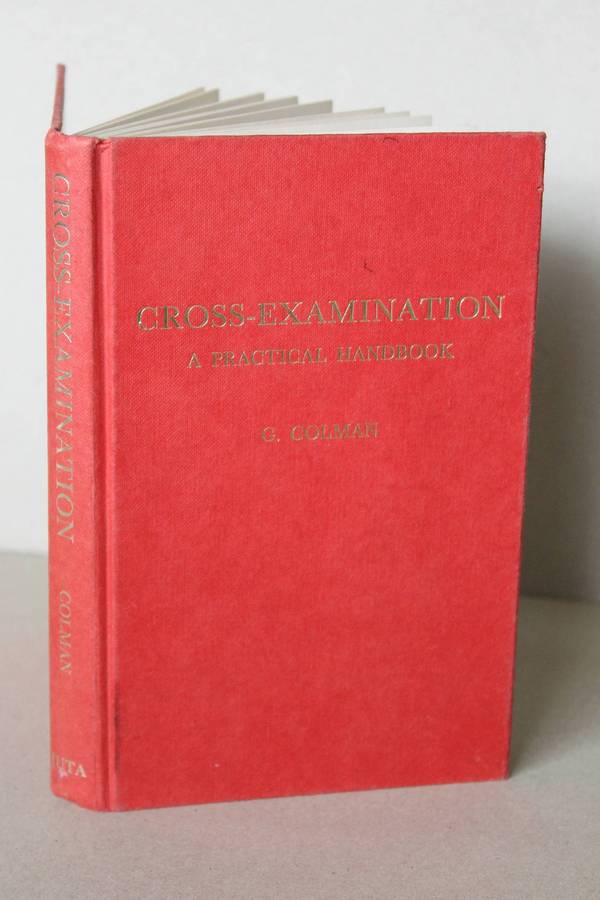 CROSS-EXAMINATION
A PRACTICAL HANDBOOK
G. COLMAN
CROSS-EXAMINATION
COLMAN
JUTA